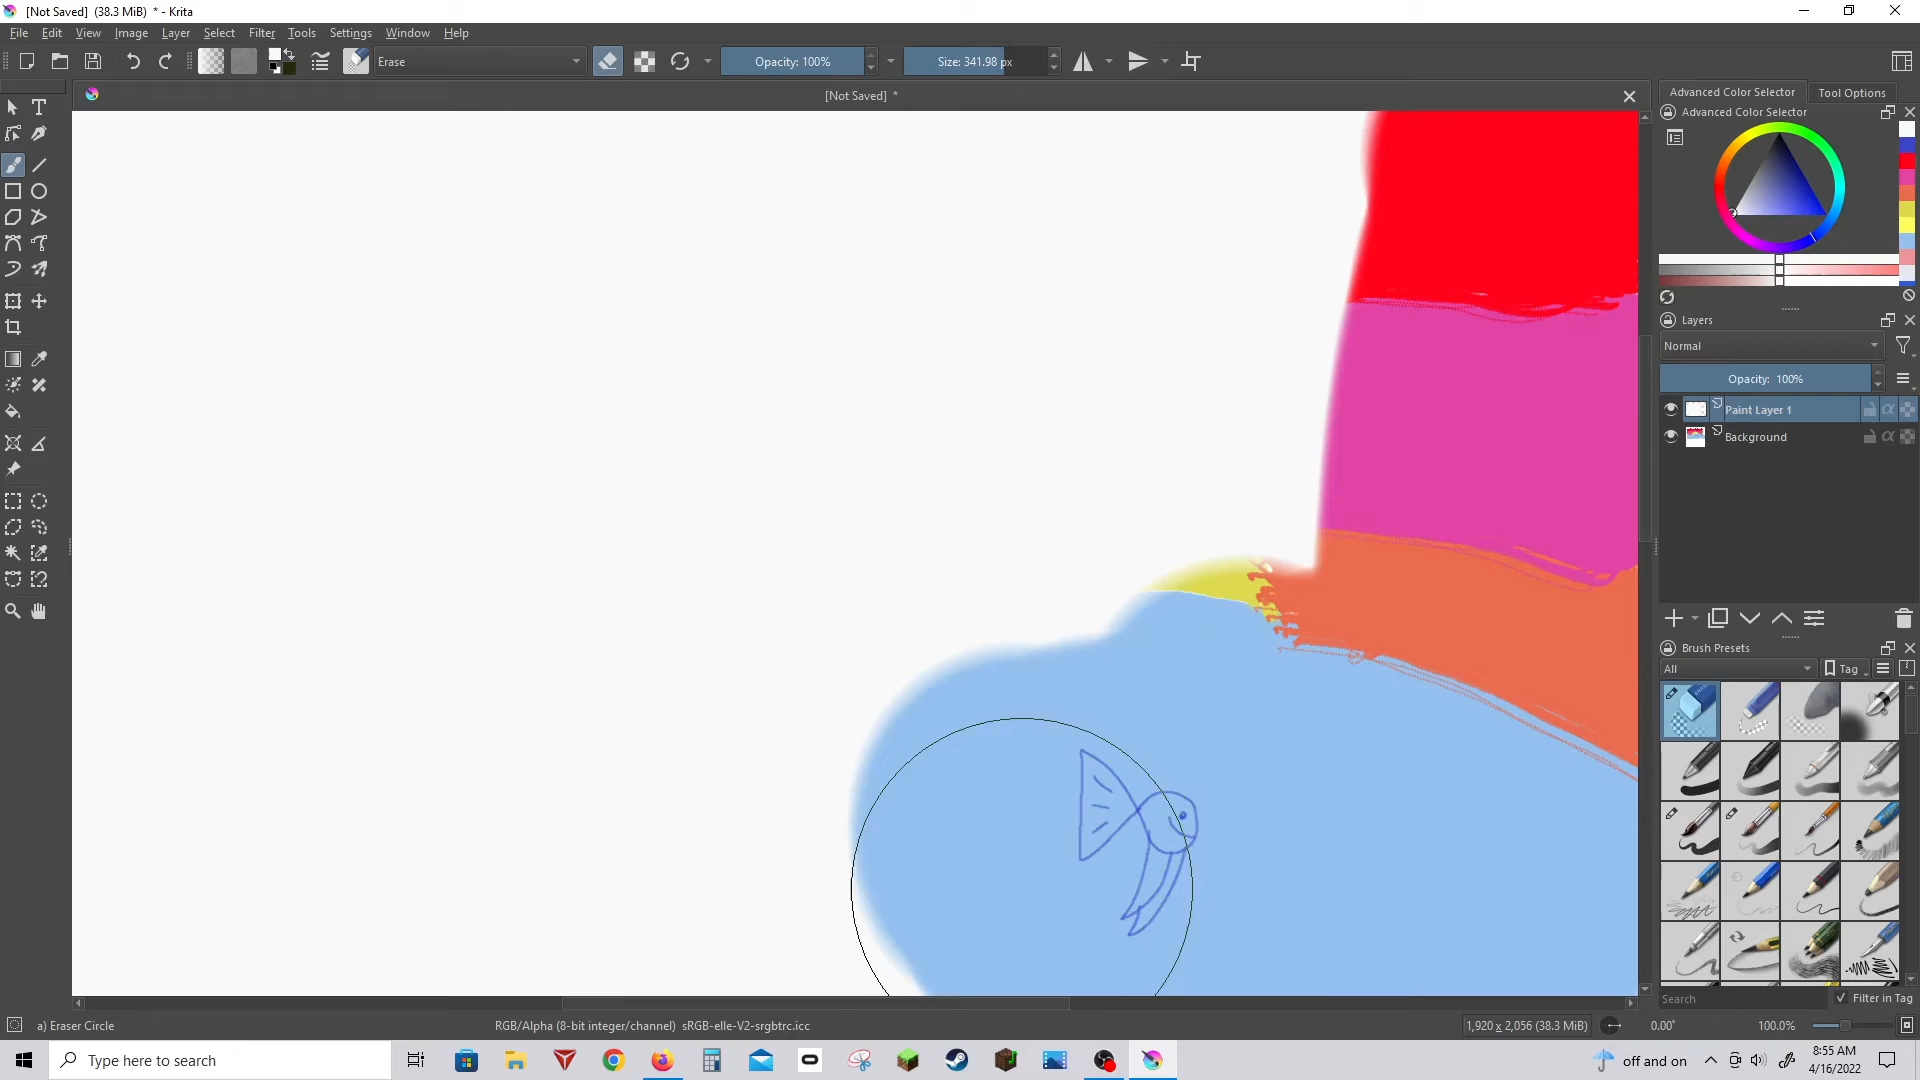 [Not Saved] (38.3 MiB) * - Krita
File Edit View Image Layer Select Filter Tools Settings Window Help
Erase Opacity: 100% Size: 341.98 px
[Not Saved] *
Advanced Color Selector Tool Options
Advanced Color Selector
Layers
Normal
Opacity: 100%
Paint Layer 1
Background
Brush Presets
All Tag
Search Filter in Tag
a) Eraser Circle RGB/Alpha (8-bit integer/channel) sRGB-elle-V2-srgbtrc.icc 1,920 x 2,056 (38.3 MiB) 0.00° 100.0%
Type here to search off and on 8:55 AM
4/16/2022